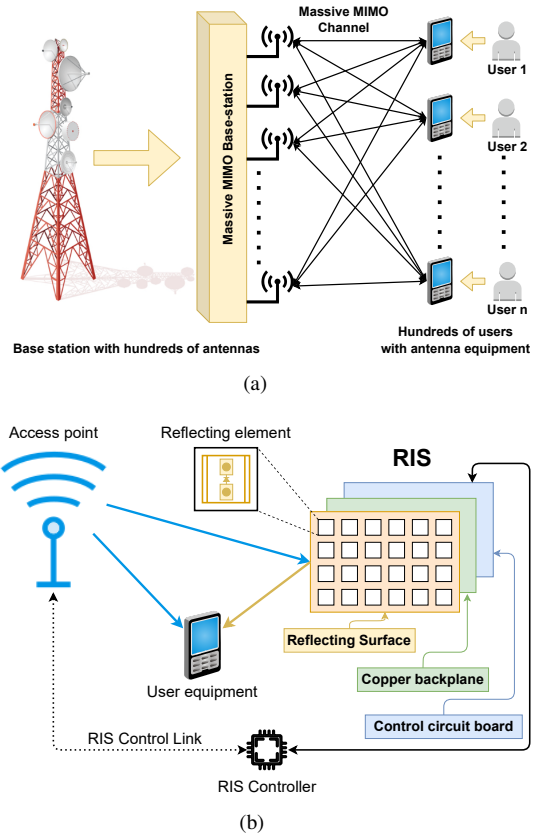 Massive MIMO
Channel
Massive MIMO Base-station
User 1
User 2
User n
Base station with hundreds of antennas
Hundreds of users
with antenna equipment
(a)
Access point
Reflecting element
RIS
Reflecting Surface
Copper backplane
Control circuit board
User equipment
RIS Control Link
RIS Controller
(b)